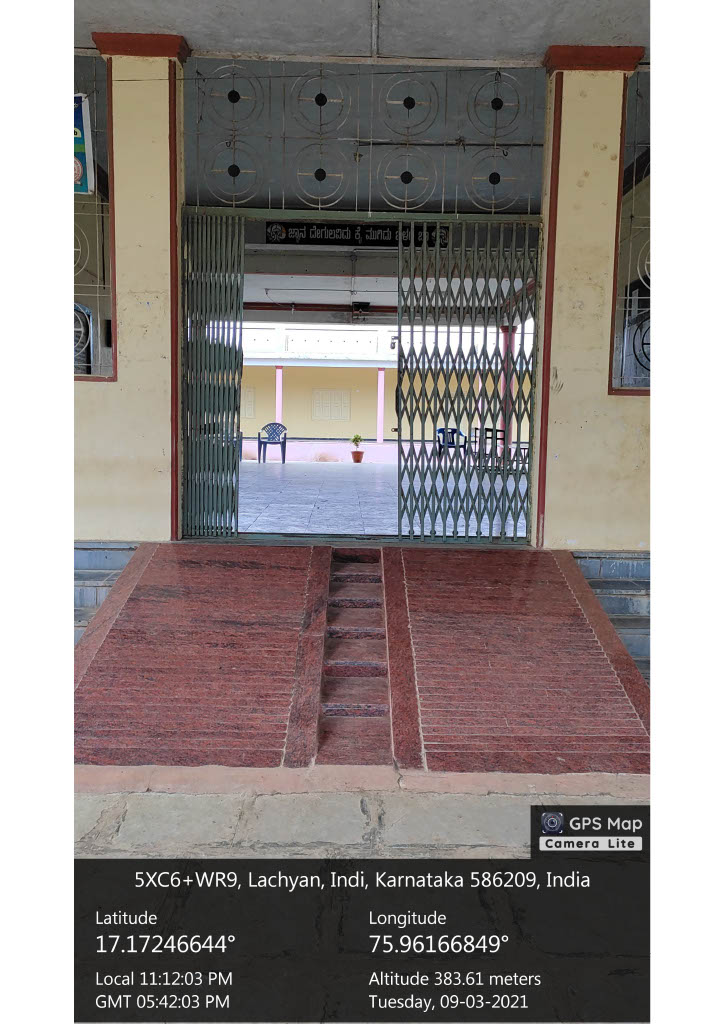 ಜ್ಞಾನ ದೇಗುಲವಿದು ಕೈ ಮುಗಿದು ಒಳಗೆ ಬಾ
GPS Map
Camera Lite
5XC6+WR9, Lachyan, Indi, Karnataka 586209, India
Latitude
17.17246644°
Longitude
75.96166849°
Local 11:12:03 PM
GMT 05:42:03 PM
Altitude 383.61 meters
Tuesday, 09-03-2021